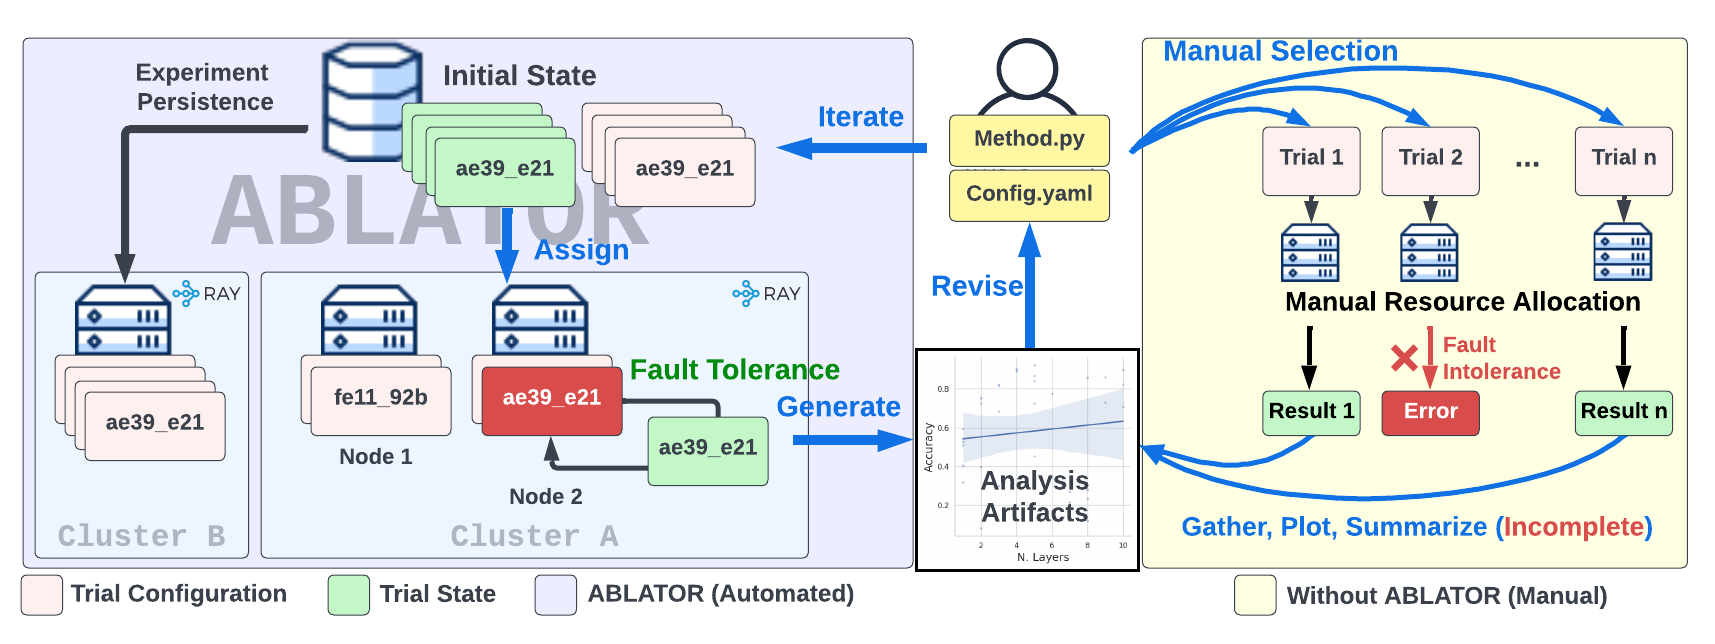 Experiment
Persistence
Initial State
ae39_e21
ae39_e21
ABLATOR
Assign
Iterate
RAY
ae39_e21
Cluster B
RAY
fe11_92b
Node 1
ae39_e21
Node 2
Fault Tolerance
ae39_e21
Cluster A
Generate
Method.py
Config.yaml
Revise
Accuracy
0.8
0.6
0.4
0.2
Analysis
Artifacts
2 4 6 8 10
N. Layers
Manual Selection
Trial 1
Trial 2
...
Trial n
Manual Resource Allocation
Fault
Intolerance
Result 1
Error
Result n
Gather, Plot, Summarize (Incomplete)
Trial Configuration
Trial State
ABLATOR (Automated)
Without ABLATOR (Manual)